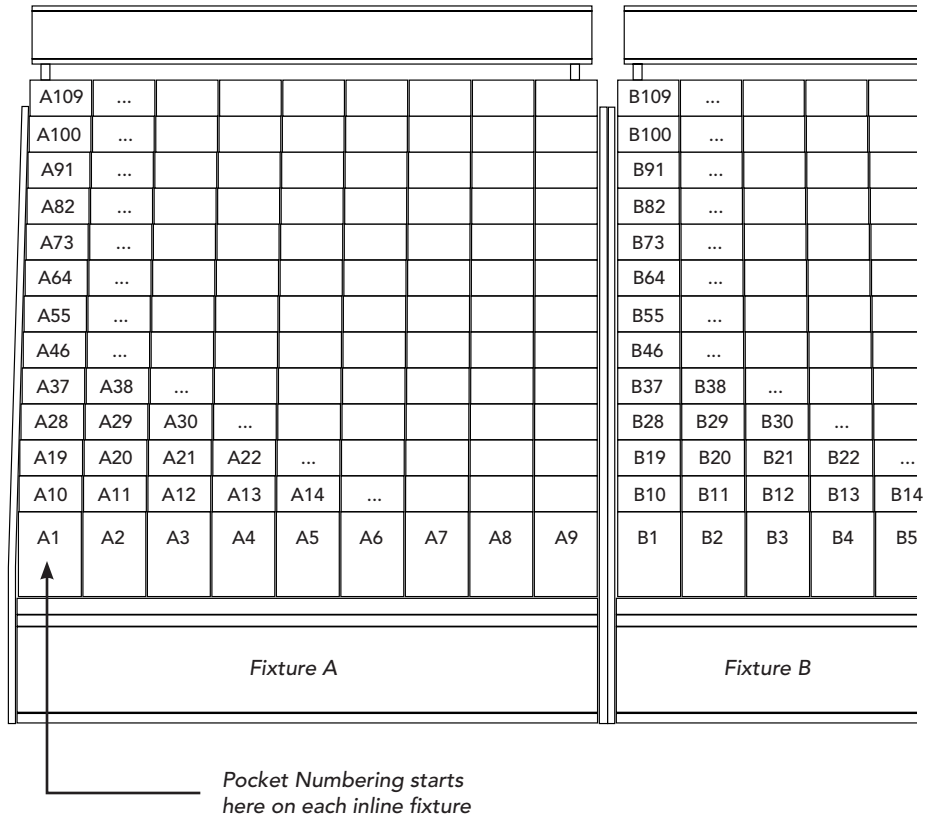 A109 ... B109 ...
A100 ... B100 ...
A91 ... B91 ...
A82 ... B82 ...
A73 ... B73 ...
A64 ... B64 ...
A55 ... B55 ...
A46 ... B46 ...
A37 A38 ... B37 B38 ...
A28 A29 A30 ... B28 B29 B30 ...
A19 A20 A21 A22 ... B19 B20 B21 B22 ...
A10 A11 A12 A13 A14 ... B10 B11 B12 B13 B14
A1 A2 A3 A4 A5 A6 A7 A8 A9 B1 B2 B3 B4 B5
Fixture A Fixture B
Pocket Numbering starts
here on each inline fixture